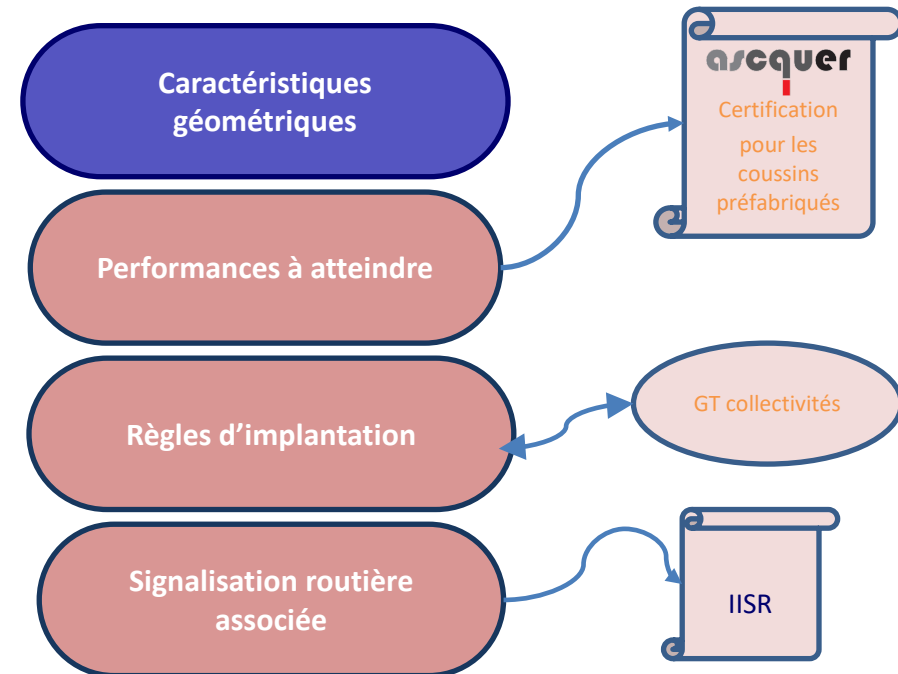 Caractéristiques
géométriques
ascquer
Certification
pour les
coussins
préfabriqués
Performances à atteindre
Règles d’implantation
GT collectivités
Signalisation routière
associée
IISR